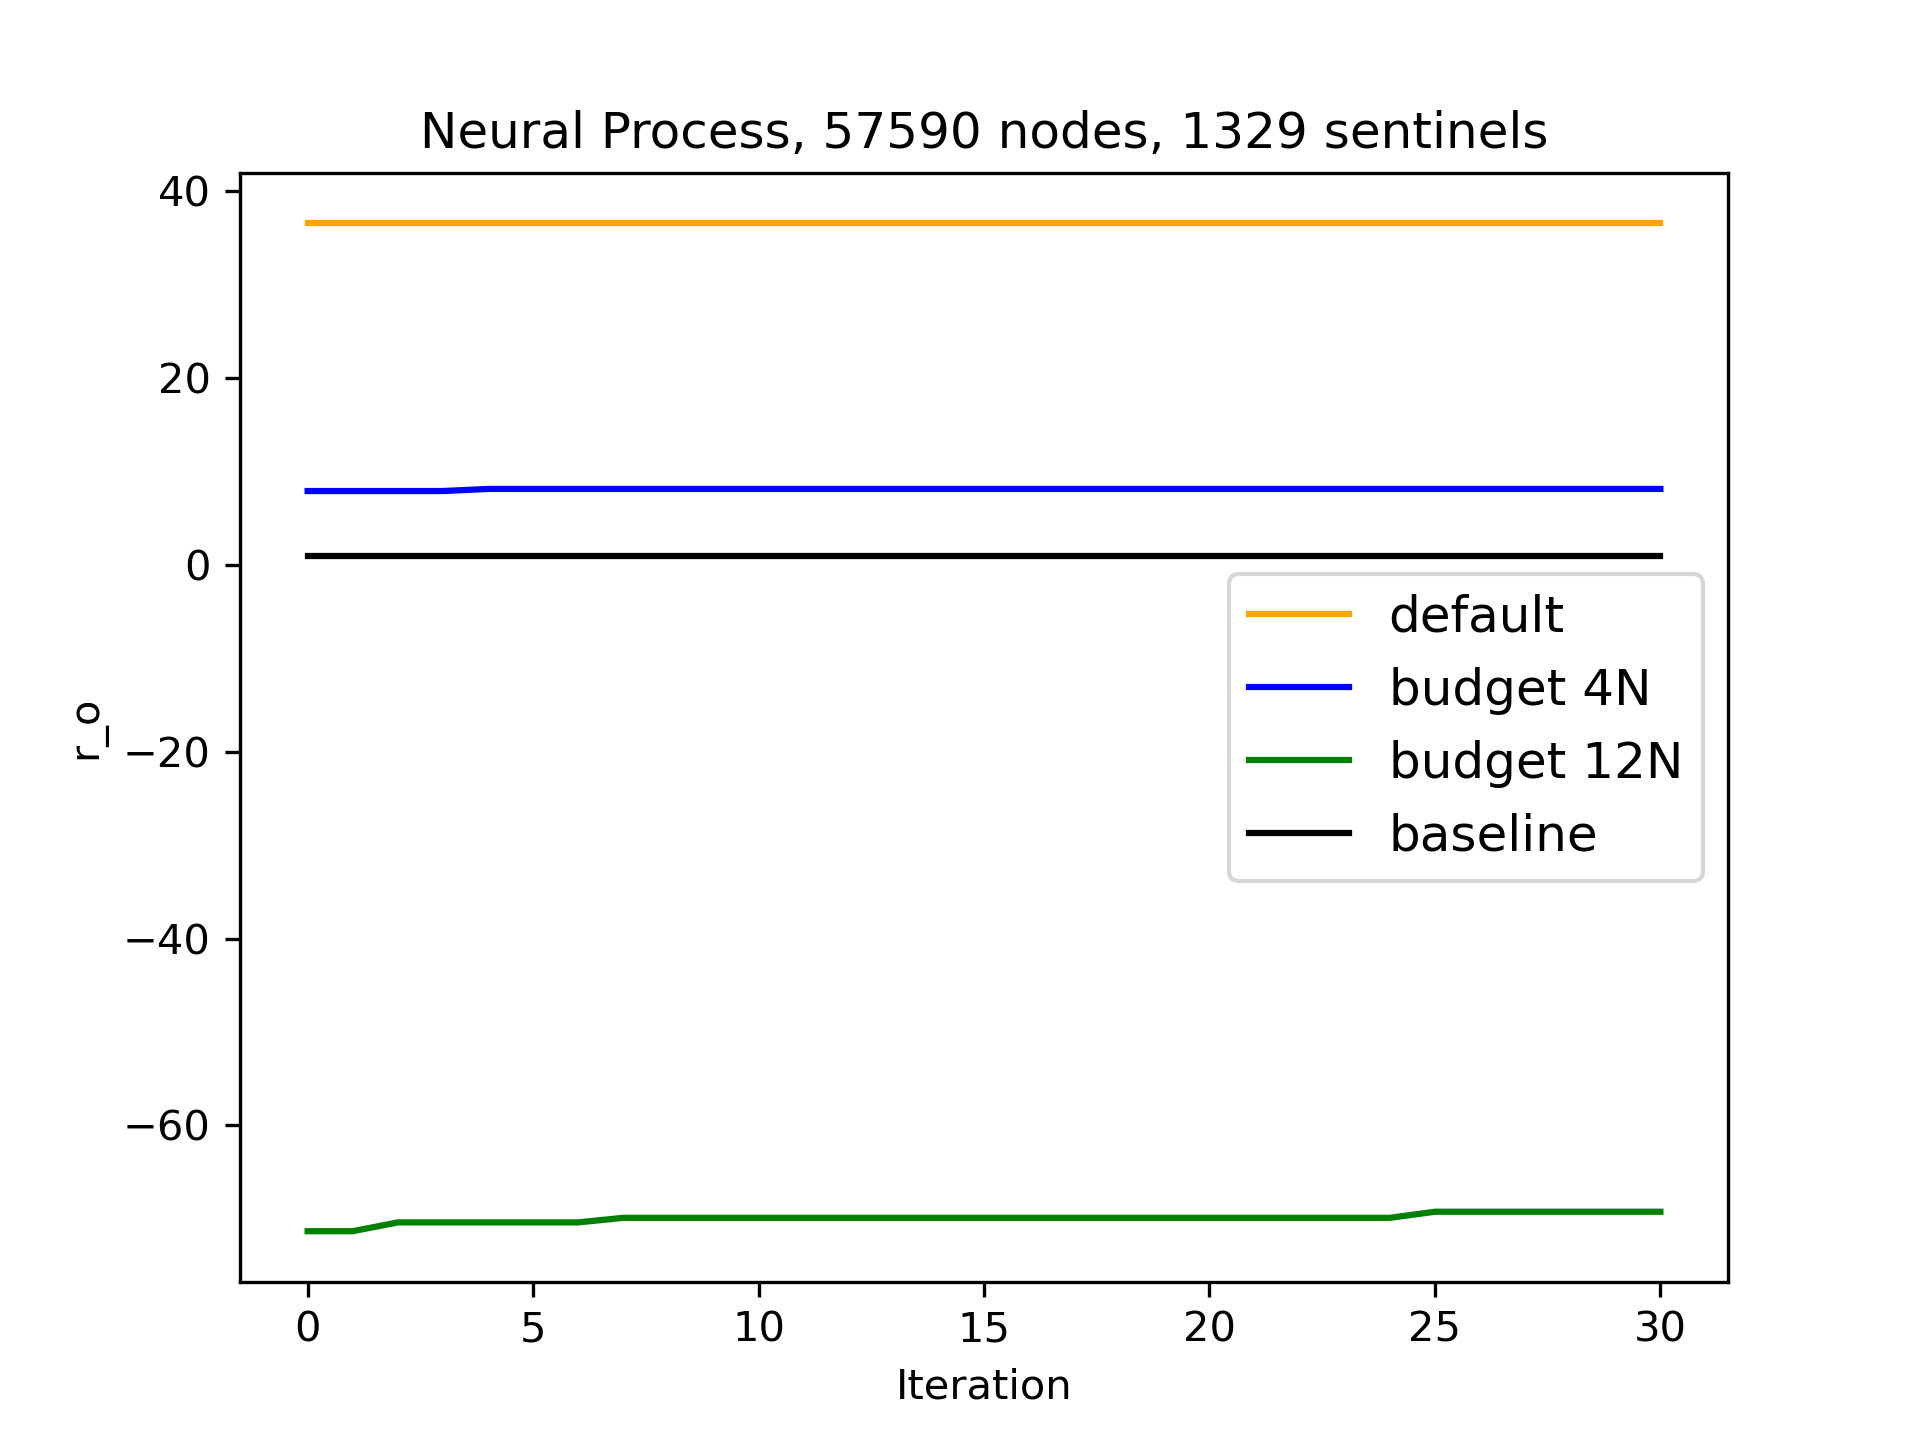 Neural Process, 57590 nodes, 1329 sentinels
40
20
0
−20
−40
−60
r_o
default
budget 4N
budget 12N
baseline
0 5 10 15 20 25 30
Iteration